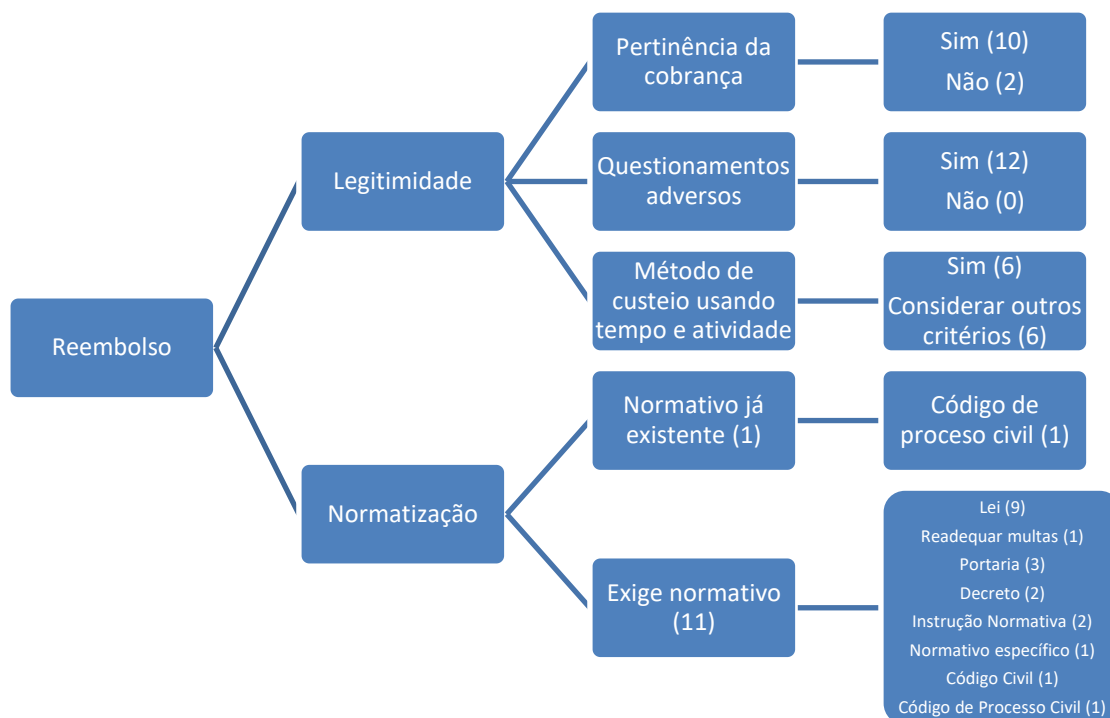 Reembolso
Legitimidade
Pertinência da
cobrança
Sim (10)
Não (2)
Questionamentos
adversos
Sim (12)
Não (0)
Método de
custeio usando
tempo e atividade
Sim (6)
Considerar outros
critérios (6)
Normatização
Normativo já
existente (1)
Código de
proceso civil (1)
Exige normativo
(11)
Lei (9)
Readequar multas (1)
Portaria (3)
Decreto (2)
Instrução Normativa (2)
Normativo específico (1)
Código Civil (1)
Código de Processo Civil (1)